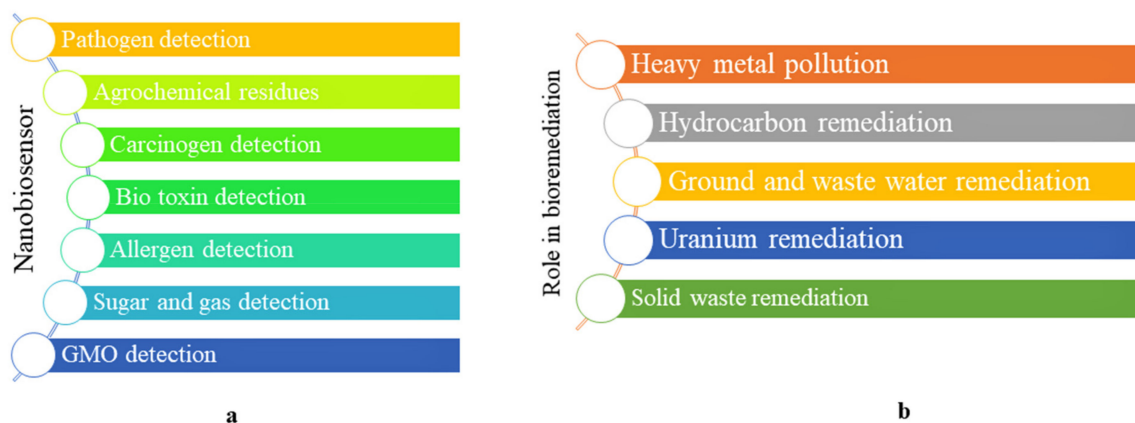 Nanobiosensor
Pathogen detection
Agrochemical residues
Carcinogen detection
Bio toxin detection
Allergen detection
Sugar and gas detection
GMO detection
a
Role in bioremediation
Heavy metal pollution
Hydrocarbon remediation
Ground and waste water remediation
Uranium remediation
Solid waste remediation
b